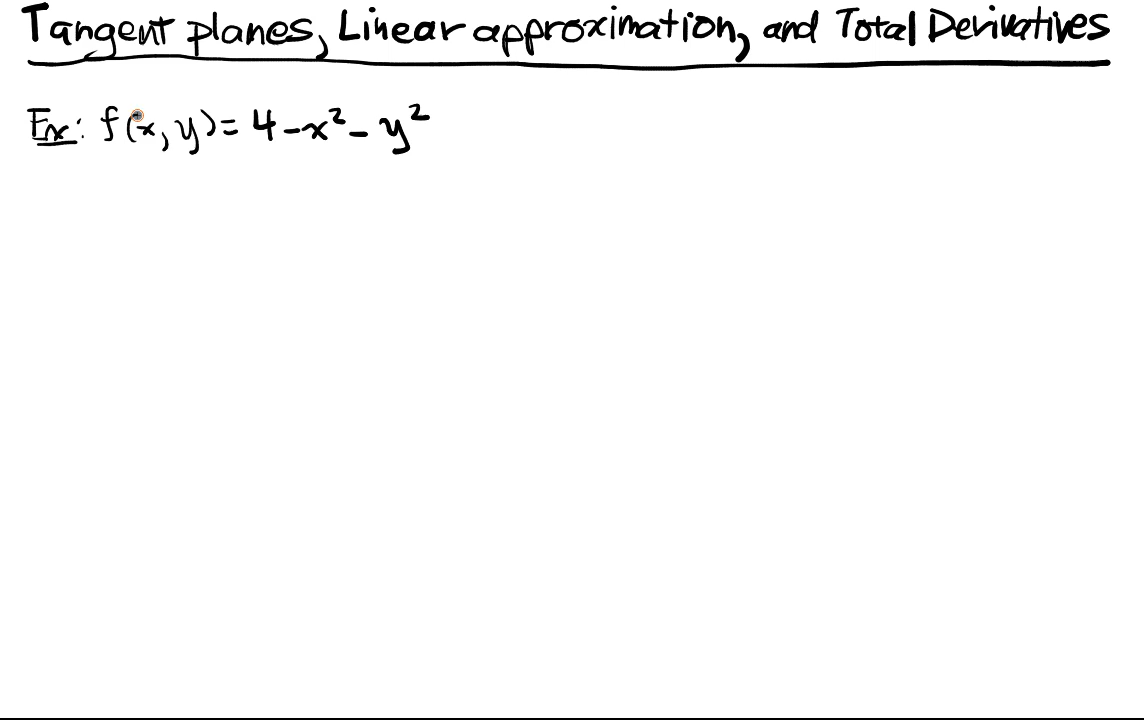 Tangent planes, Linear approximation, and Total Derivatives
Ex: f(x, y) = 4 - x² - y²